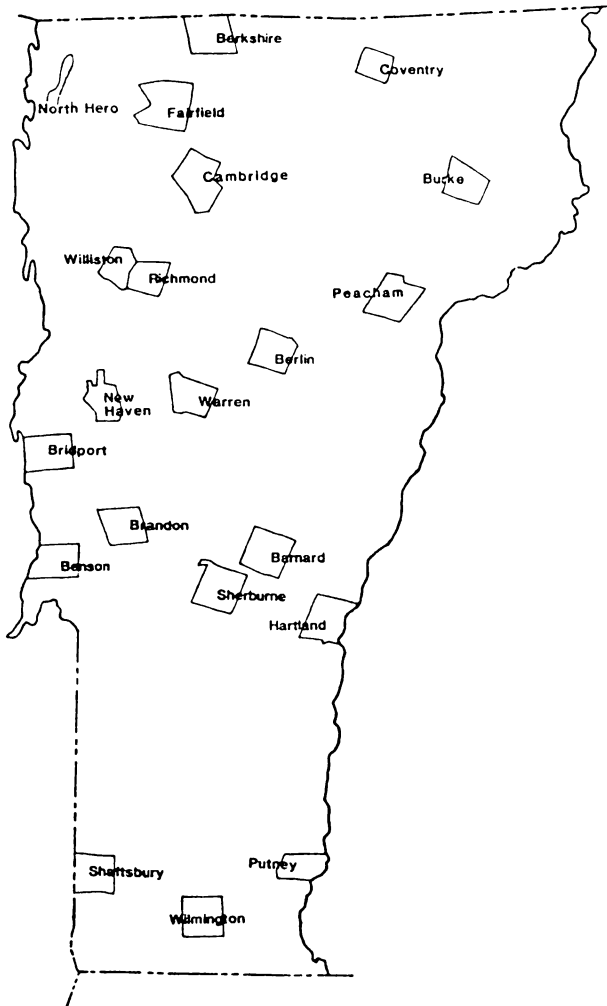 Berkshire
Coventry
North Hero
Fairfield
Cambridge
Burke
Williston
Richmond
Peacham
Berlin
New
Haven
Warren
Bridport
Brandon
Benson
Barnard
Sherburne
Hartland
Shaftsbury
Putney
Wilmington